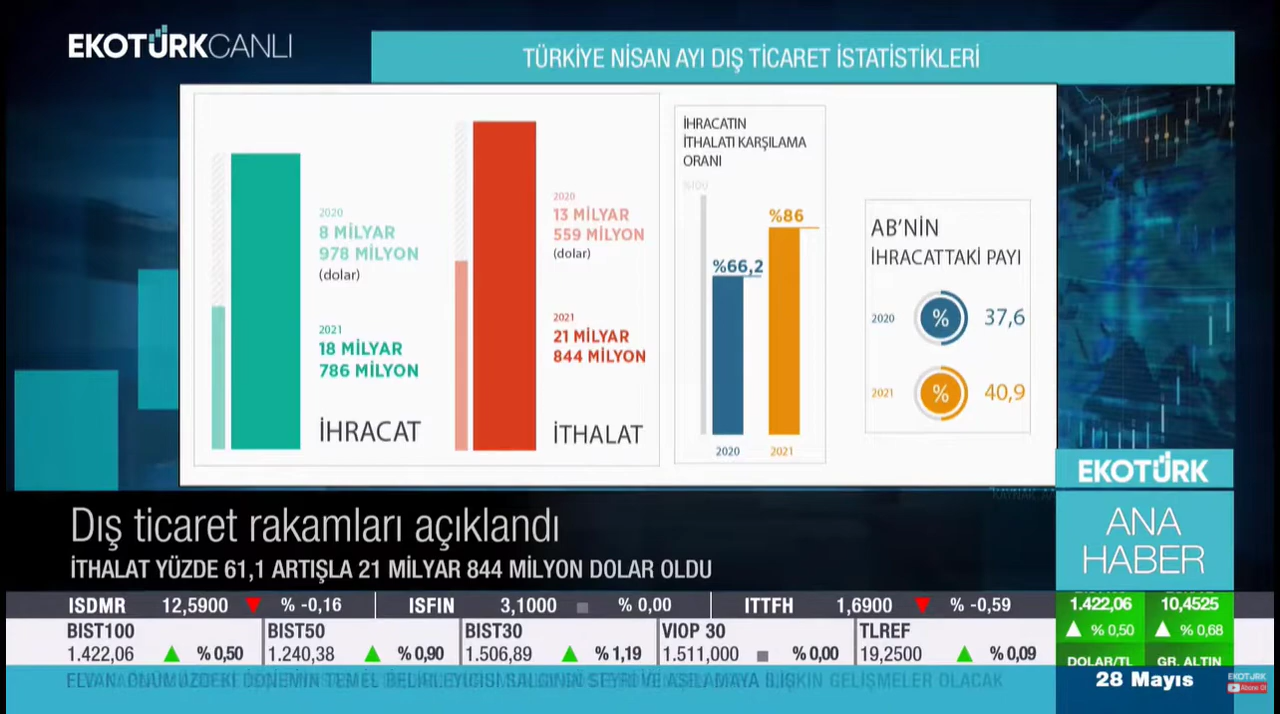 EKOTÜRKCANLI
TÜRKİYE NİSAN AYI DIŞ TİCARET İSTATİSTİKLERİ
2020
8 MİLYAR
978 MİLYON
(dolar)
2021
18 MİLYAR
786 MİLYON
İHRACAT
2020
13 MİLYAR
559 MİLYON
(dolar)
2021
21 MİLYAR
844 MİLYON
İTHALAT
İHRACATIN
İTHALATI KARŞILAMA
ORANI
%100
%66,2
%86
2020
2021
AB'NİN
İHRACATTAKİ PAYI
2020 % 37,6
2021 % 40,9
EKOTÜRK
ANA
HABER
Dış ticaret rakamları açıklandı
İTHALAT YÜZDE 61,1 ARTIŞLA 21 MİLYAR 844 MİLYON DOLAR OLDU
ISDMR 12,5900 % -0,16 ISFIN 3,1000 % 0,00 ITTFH 1,6900 % -0,59
BIST100 BIST50 BIST30 VIOP 30 TLREF
1.422,06 % 0,50 1.240,38 % 0,90 1.506,89 % 1,19 1.511,000 % 0,00 19,2500 % 0,09
1.422,06 10,4525
% 0,50 % 0,68
DOLAR/TL GR. ALTIN
28 Mayıs
EKOTÜRK
Abone Ol